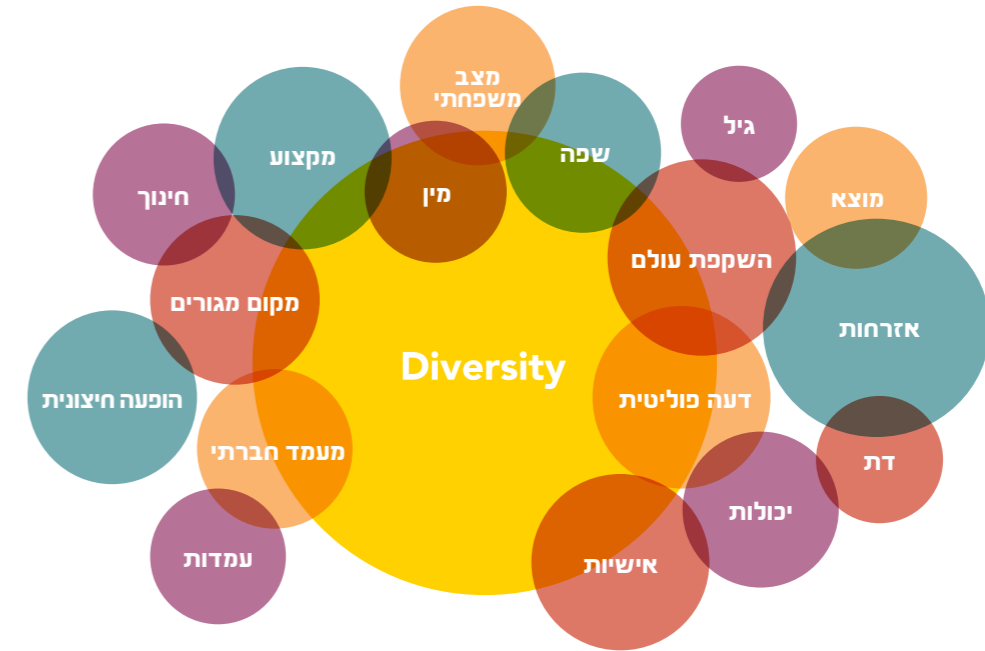 מצב
משפחתי
גיל
שפה
מקצוע
מין
חינוך
מוצא
השקפת עולם
מקום מגורים
אזרחות
Diversity
דעה פוליטית
הופעה חיצונית
מעמד חברתי
דת
יכולות
עמדות
אישיות